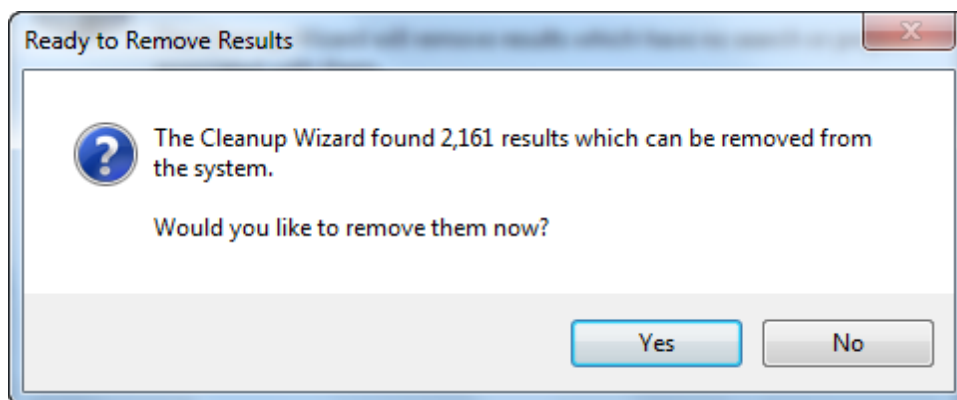 Ready to Remove Results
The Cleanup Wizard found 2,161 results which can be removed from
the system.
Would you like to remove them now?
Yes
No